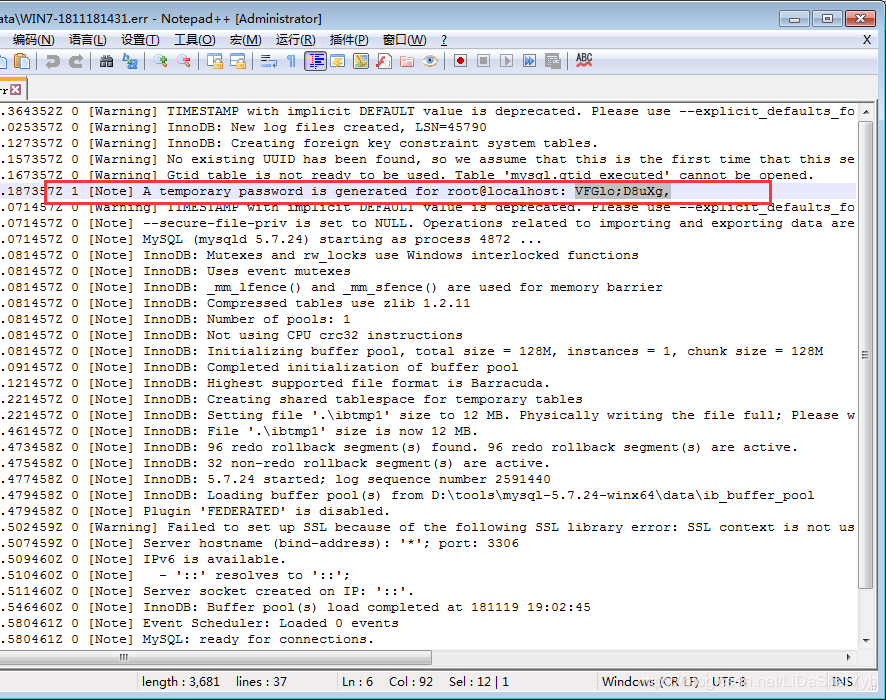 ata\WIN7-1811181431.err - Notepad++ [Administrator]
编码(N) 语言(L) 设置(T) 工具(O) 宏(M) 运行(R) 插件(P) 窗口(W) ? X
ABC
rr
.364352Z 0 [Warning] TIMESTAMP with implicit DEFAULT value is deprecated. Please use --explicit_defaults_fo
.025357Z 0 [Warning] InnoDB: New log files created, LSN=45790
.127357Z 0 [Warning] InnoDB: Creating foreign key constraint system tables.
.157357Z 0 [Warning] No existing UUID has been found, so we assume that this is the first time that this se
.167357Z 0 [Warning] Gtid table is not ready to be used. Table 'mysql.gtid_executed' cannot be opened.
.187357Z 1 [Note] A temporary password is generated for root@localhost: VFGlo;D8uXg,
.071457Z 0 [Warning] TIMESTAMP with implicit DEFAULT value is deprecated. Please use --explicit_defaults_fo
.071457Z 0 [Note] --secure-file-priv is set to NULL. Operations related to importing and exporting data are
.071457Z 0 [Note] MySQL (mysqld 5.7.24) starting as process 4872 ...
.081457Z 0 [Note] InnoDB: Mutexes and rw_locks use Windows interlocked functions
.081457Z 0 [Note] InnoDB: Uses event mutexes
.081457Z 0 [Note] InnoDB: _mm_lfence() and _mm_sfence() are used for memory barrier
.081457Z 0 [Note] InnoDB: Compressed tables use zlib 1.2.11
.081457Z 0 [Note] InnoDB: Number of pools: 1
.081457Z 0 [Note] InnoDB: Not using CPU crc32 instructions
.081457Z 0 [Note] InnoDB: Initializing buffer pool, total size = 128M, instances = 1, chunk size = 128M
.091457Z 0 [Note] InnoDB: Completed initialization of buffer pool
.121457Z 0 [Note] InnoDB: Highest supported file format is Barracuda.
.221457Z 0 [Note] InnoDB: Creating shared tablespace for temporary tables
.221457Z 0 [Note] InnoDB: Setting file '.\ibtmp1' size to 12 MB. Physically writing the file full; Please w
.461457Z 0 [Note] InnoDB: File '.\ibtmp1' size is now 12 MB.
.473458Z 0 [Note] InnoDB: 96 redo rollback segment(s) found. 96 redo rollback segment(s) are active.
.475458Z 0 [Note] InnoDB: 32 non-redo rollback segment(s) are active.
.477458Z 0 [Note] InnoDB: 5.7.24 started; log sequence number 2591440
.479458Z 0 [Note] InnoDB: Loading buffer pool(s) from D:\tools\mysql-5.7.24-winx64\data\ib_buffer_pool
.479458Z 0 [Note] Plugin 'FEDERATED' is disabled.
.502459Z 0 [Warning] Failed to set up SSL because of the following SSL library error: SSL context is not us
.507459Z 0 [Note] Server hostname (bind-address): '*'; port: 3306
.509460Z 0 [Note] IPv6 is available.
.510460Z 0 [Note]   - '::' resolves to '::';
.511460Z 0 [Note] Server socket created on IP: '::'.
.546460Z 0 [Note] InnoDB: Buffer pool(s) load completed at 181119 19:02:45
.580461Z 0 [Note] Event Scheduler: Loaded 0 events
.580461Z 0 [Note] MySQL: ready for connections.
length : 3,681 lines : 37 Ln : 6 Col : 92 Sel : 12 | 1 Windows (CR LF) UTF-8 INS